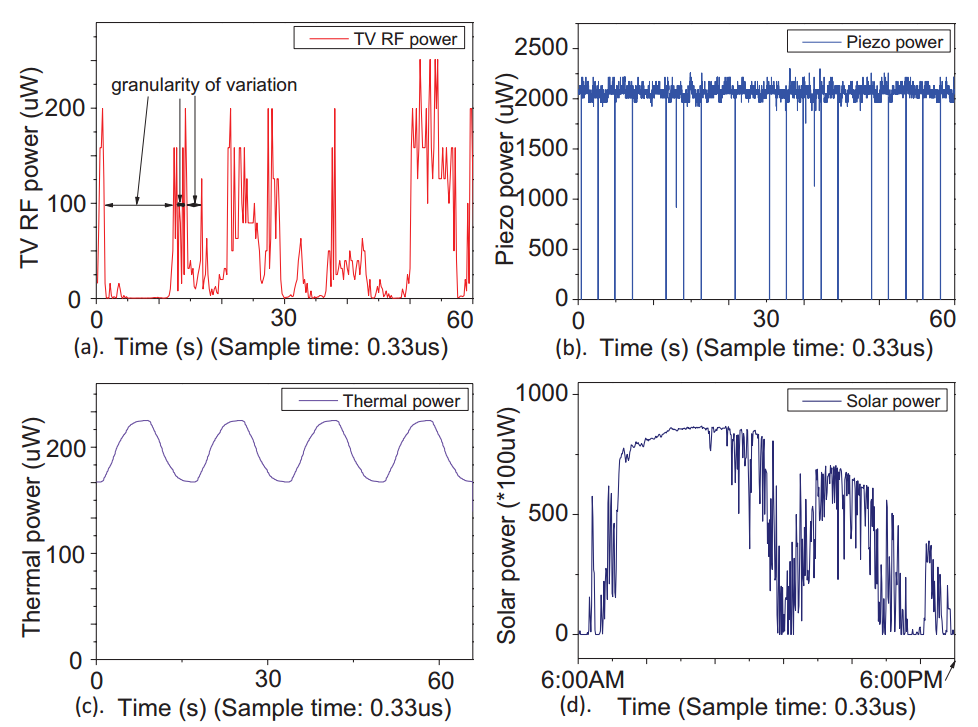 TV RF power
granularity of variation
TV RF power (uW)
200
100
0
0
30
60
(a). Time (s) (Sample time: 0.33us)
Piezo power
Piezo power (uW)
2500
2000
1500
1000
500
0
0
30
60
(b). Time (s) (Sample time: 0.33us)
Thermal power
Thermal power (uW)
200
100
0
0
30
60
(c). Time (s) (Sample time: 0.33us)
Solar power
Solar power (*100uW)
1000
500
0
6:00AM
6:00PM
(d). Time (Sample time: 0.33us)